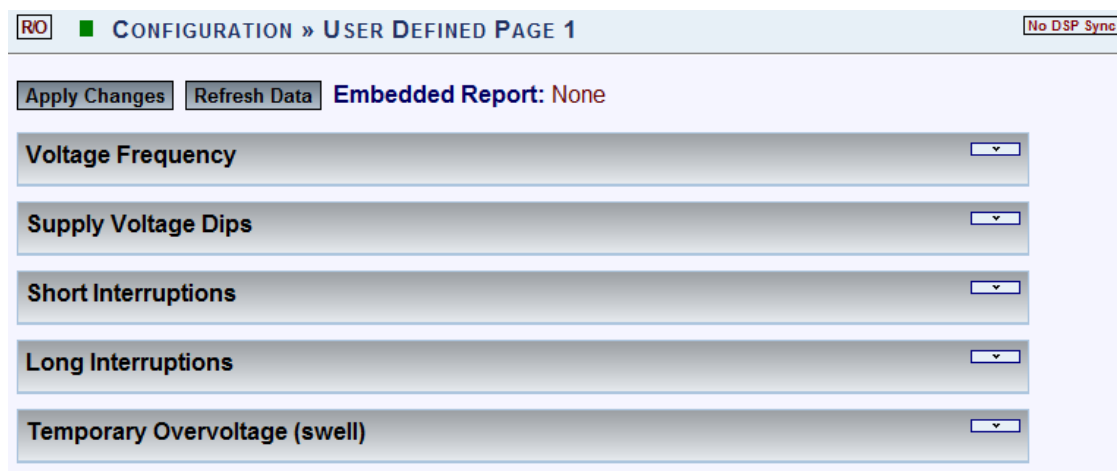 R/O CONFIGURATION » USER DEFINED PAGE 1 No DSP Sync
Apply Changes Refresh Data Embedded Report: None
Voltage Frequency
Supply Voltage Dips
Short Interruptions
Long Interruptions
Temporary Overvoltage (swell)